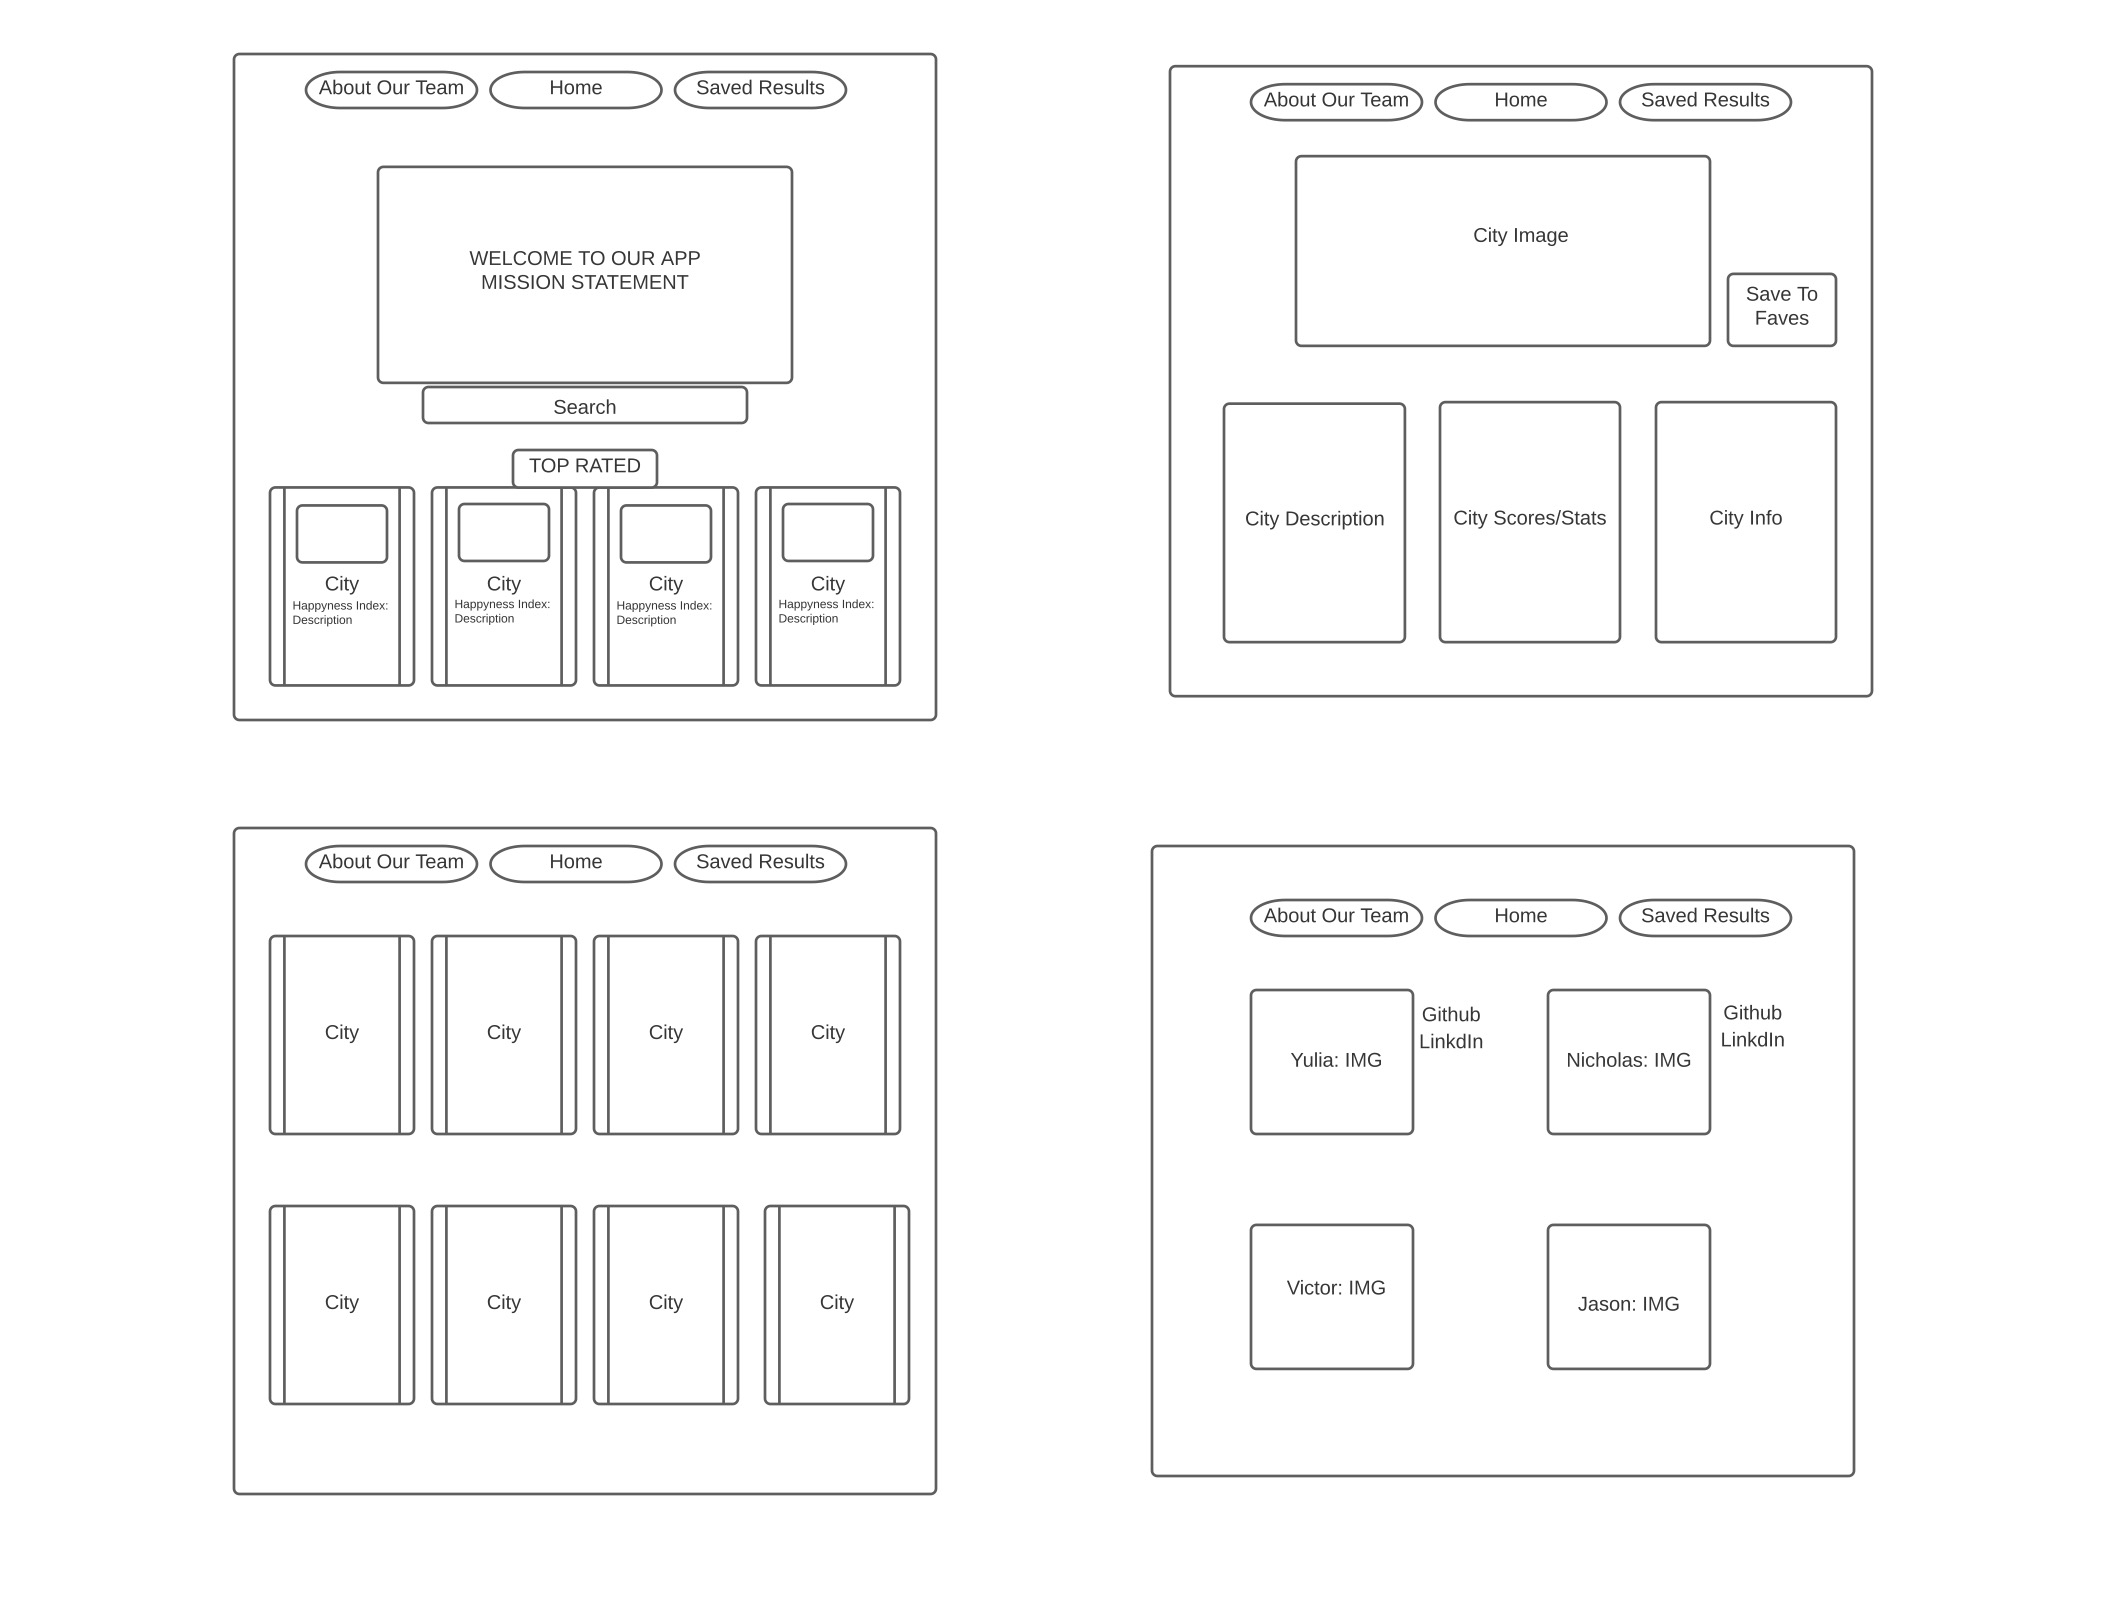 About Our Team
Home
Saved Results
WELCOME TO OUR APP
MISSION STATEMENT
Search
TOP RATED
City
Happyness Index:
Description
City
Happyness Index:
Description
City
Happyness Index:
Description
City
Happyness Index:
Description
About Our Team
Home
Saved Results
City Image
Save To
Faves
City Description
City Scores/Stats
City Info
About Our Team
Home
Saved Results
City
City
City
City
City
City
City
City
About Our Team
Home
Saved Results
Yulia: IMG
Github
LinkdIn
Nicholas: IMG
Github
LinkdIn
Victor: IMG
Jason: IMG